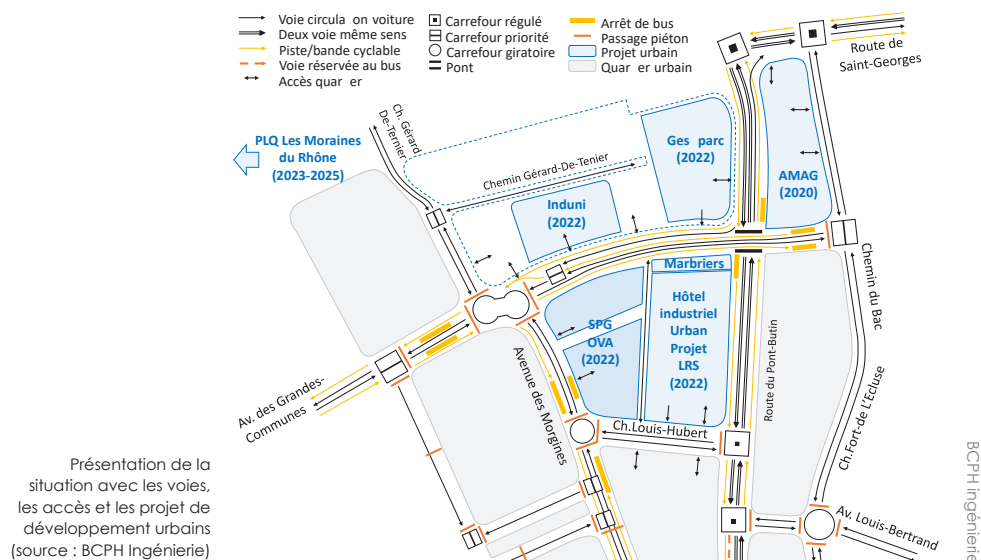 Voie circula on voiture
Deux voie même sens
Piste/bande cyclable
Voie réservée au bus
Accès quar er
Carrefour régulé
Carrefour priorité
Carrefour giratoire
Pont
Arrêt de bus
Passage piéton
Projet urbain
Quar er urbain
Route de
Saint-Georges
Ch. Gérard
De-Ternier
PLQ Les Moraines
du Rhône
(2023-2025)
Chemin Gérard-De-Tenier
Ges parc
(2022)
AMAG
(2020)
Induni
(2022)
Marbriers
Hôtel
industriel
Urban
Projet
LRS
(2022)
SPG
OVA
(2022)
Chemin du Bac
Route du Pont-Butin
Avenue des Morgines
Av. des Grandes-
Communes
Ch.Louis-Hubert
Ch.Fort-de L'Ecluse
Av. Louis-Bertrand
Présentation de la
situation avec les voies,
les accès et les projet de
développement urbains
(source : BCPH Ingénierie)
BCPH ingénierie